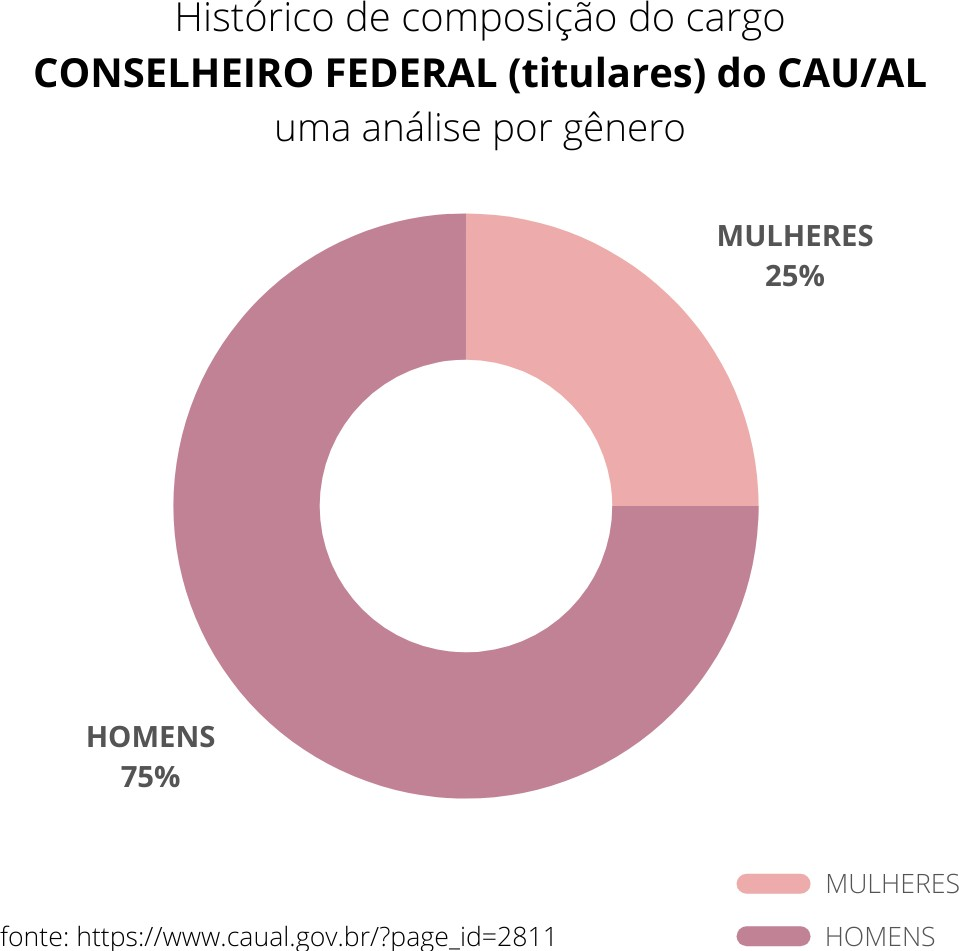 Histórico de composição do cargo
CONSELHEIRO FEDERAL (titulares) do CAU/AL
uma análise por gênero
MULHERES
25%
HOMENS
75%
MULHERES
HOMENS
fonte: https://www.caual.gov.br/?page_id=2811